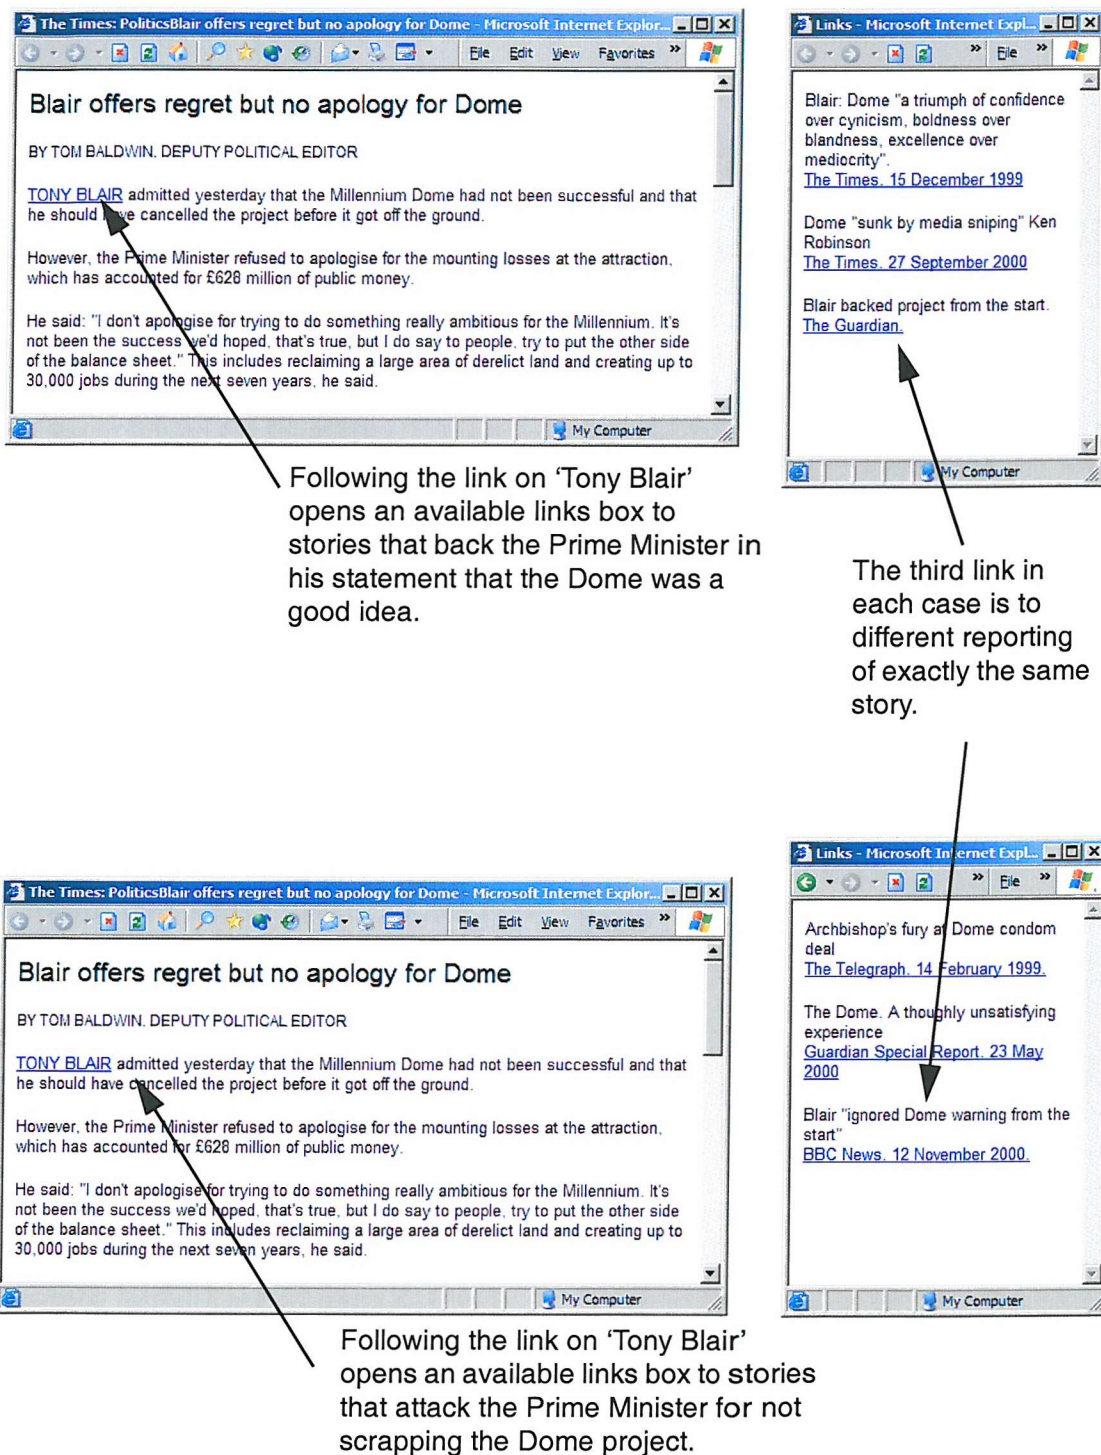 The Times: PoliticsBlair offers regret but no apology for Dome - Microsoft Internet Explor...
File Edit View Favorites »
Blair offers regret but no apology for Dome
BY TOM BALDWIN. DEPUTY POLITICAL EDITOR
TONY BLAIR admitted yesterday that the Millennium Dome had not been successful and that
he should have cancelled the project before it got off the ground.
However, the Prime Minister refused to apologise for the mounting losses at the attraction,
which has accounted for £628 million of public money.
He said: "I don't apologise for trying to do something really ambitious for the Millennium. It's
not been the success we'd hoped, that's true, but I do say to people, try to put the other side
of the balance sheet." This includes reclaiming a large area of derelict land and creating up to
30,000 jobs during the next seven years, he said.
My Computer
Links - Microsoft Internet Expl...
» File »
Blair: Dome "a triumph of confidence
over cynicism, boldness over
blandness, excellence over
mediocrity".
The Times. 15 December 1999
Dome "sunk by media sniping" Ken
Robinson
The Times. 27 September 2000
Blair backed project from the start.
The Guardian.
My Computer
Following the link on ‘Tony Blair’
opens an available links box to
stories that back the Prime Minister in
his statement that the Dome was a
good idea.
The third link in
each case is to
different reporting
of exactly the same
story.
The Times: PoliticsBlair offers regret but no apology for Dome - Microsoft Internet Explor...
File Edit View Favorites »
Blair offers regret but no apology for Dome
BY TOM BALDWIN. DEPUTY POLITICAL EDITOR
TONY BLAIR admitted yesterday that the Millennium Dome had not been successful and that
he should have cancelled the project before it got off the ground.
However, the Prime Minister refused to apologise for the mounting losses at the attraction,
which has accounted for £628 million of public money.
He said: "I don't apologise for trying to do something really ambitious for the Millennium. It's
not been the success we'd hoped, that's true, but I do say to people, try to put the other side
of the balance sheet." This includes reclaiming a large area of derelict land and creating up to
30,000 jobs during the next seven years, he said.
My Computer
Links - Microsoft Internet Expl...
» File »
Archbishop's fury at Dome condom
deal
The Telegraph. 14 February 1999.
The Dome. A thoughly unsatisfying
experience
Guardian Special Report. 23 May
2000
Blair "ignored Dome warning from the
start"
BBC News. 12 November 2000.
My Computer
Following the link on ‘Tony Blair’
opens an available links box to stories
that attack the Prime Minister for not
scrapping the Dome project.